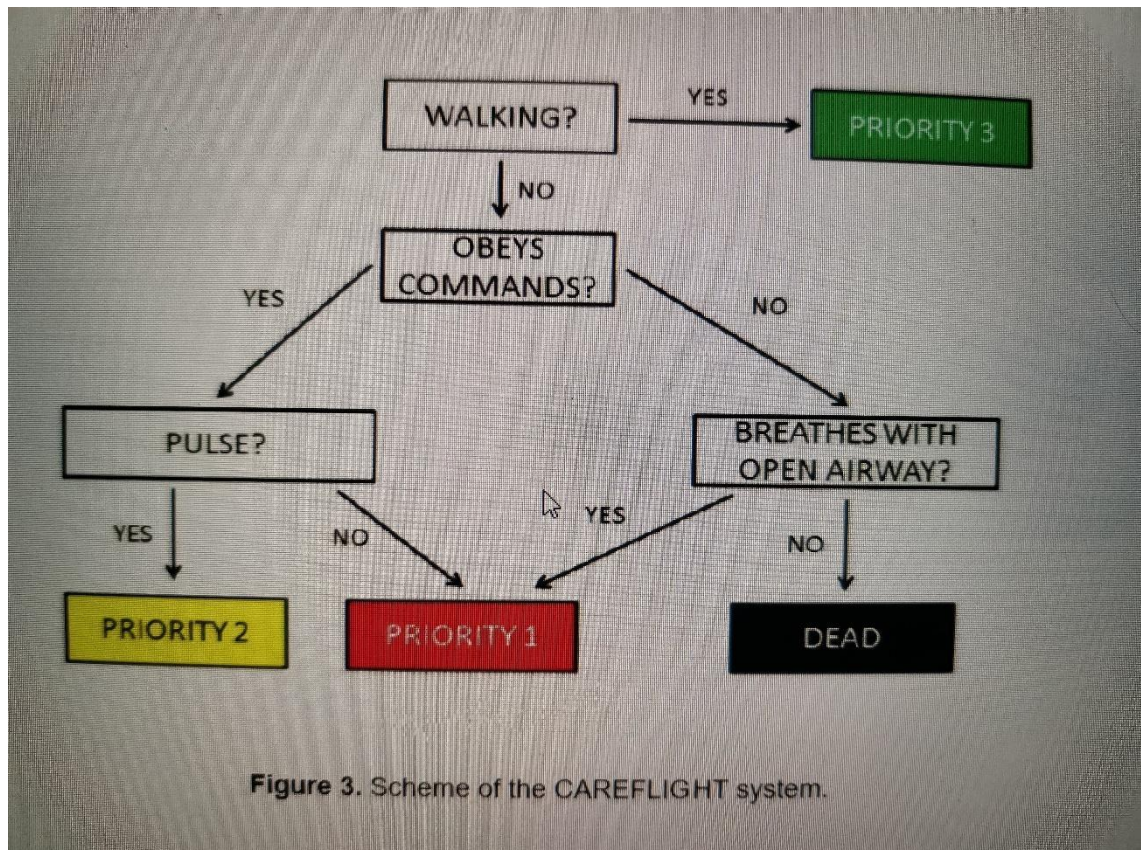 WALKING?
YES
PRIORITY 3
NO
OBEYS
COMMANDS?
YES
NO
PULSE?
BREATHES WITH
OPEN AIRWAY?
YES
NO
YES
NO
PRIORITY 2
PRIORITY 1
DEAD
Figure 3. Scheme of the CAREFLIGHT system.